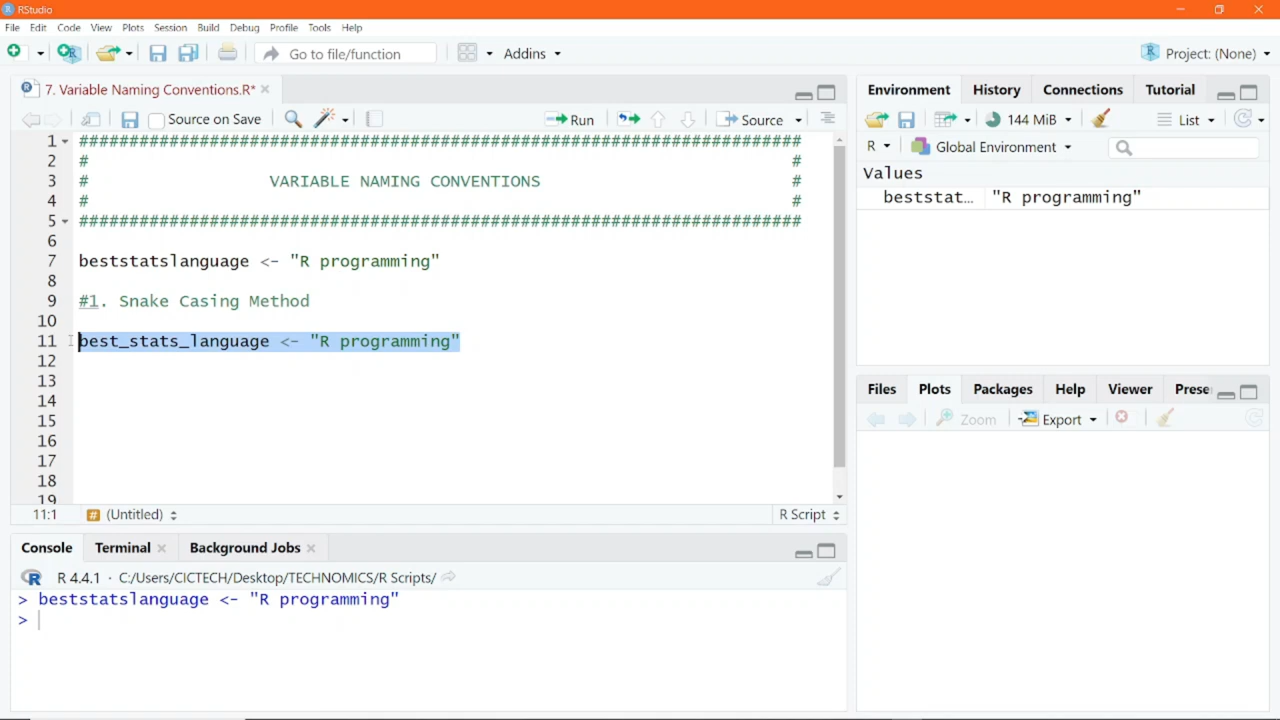 RStudio
File Edit Code View Plots Session Build Debug Profile Tools Help
Go to file/function Addins Project: (None)
7. Variable Naming Conventions.R*
Source on Save Run Source
1 ########################################################################
2 # #
3 # VARIABLE NAMING CONVENTIONS #
4 # #
5 ########################################################################
6
7 beststatslanguage <- "R programming"
8
9 #1. Snake Casing Method
10
11 best_stats_language <- "R programming"
12
13
14
15
16
17
18
19
11:1 # (Untitled) R Script
Console Terminal Background Jobs
R R 4.4.1 · C:/Users/CICTECH/Desktop/TECHNOMICS/R Scripts/
> beststatslanguage <- "R programming"
>
Environment History Connections Tutorial
144 MiB List
R Global Environment
Values
beststat… "R programming"
Files Plots Packages Help Viewer Prese
Zoom Export